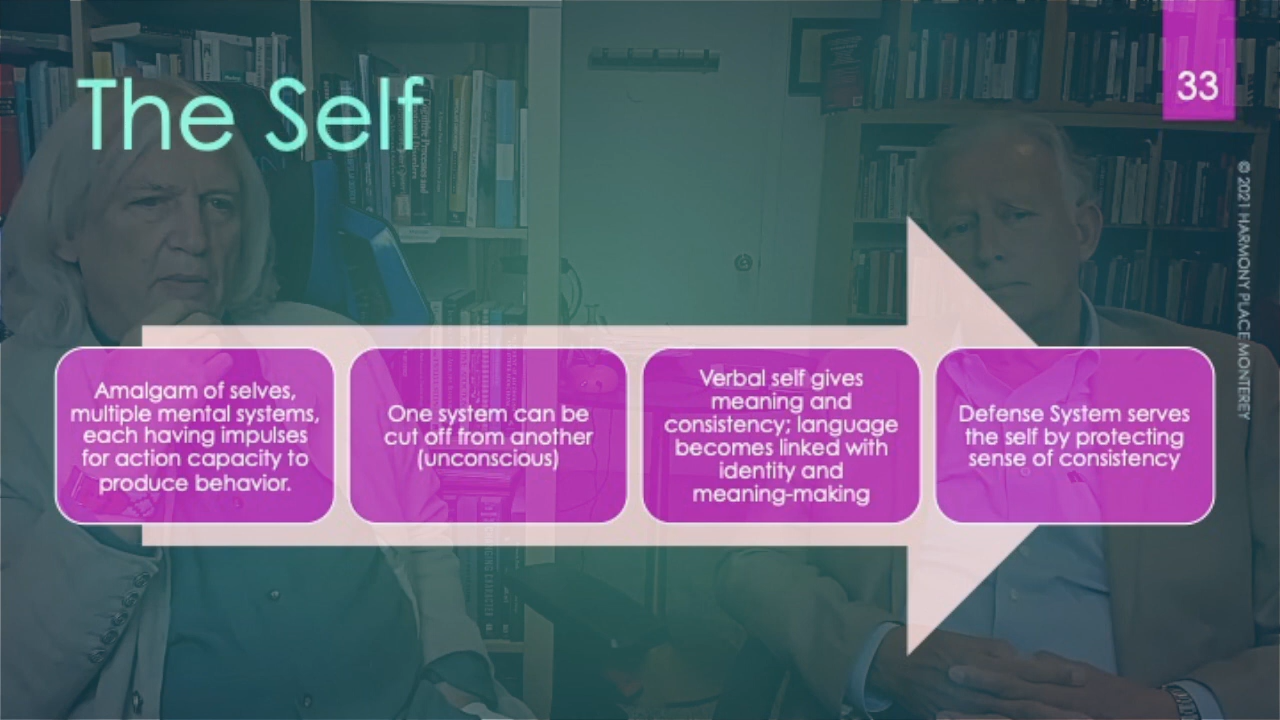 The Self
33
© 2021 HARMONY PLACE MONTEREY
Amalgam of selves,
multiple mental systems,
each having impulses
for action capacity to
produce behavior.
One system can be
cut off from another
(unconscious)
Verbal self gives
meaning and
consistency; language
becomes linked with
identity and
meaning-making
Defense System serves
the self by protecting
sense of consistency